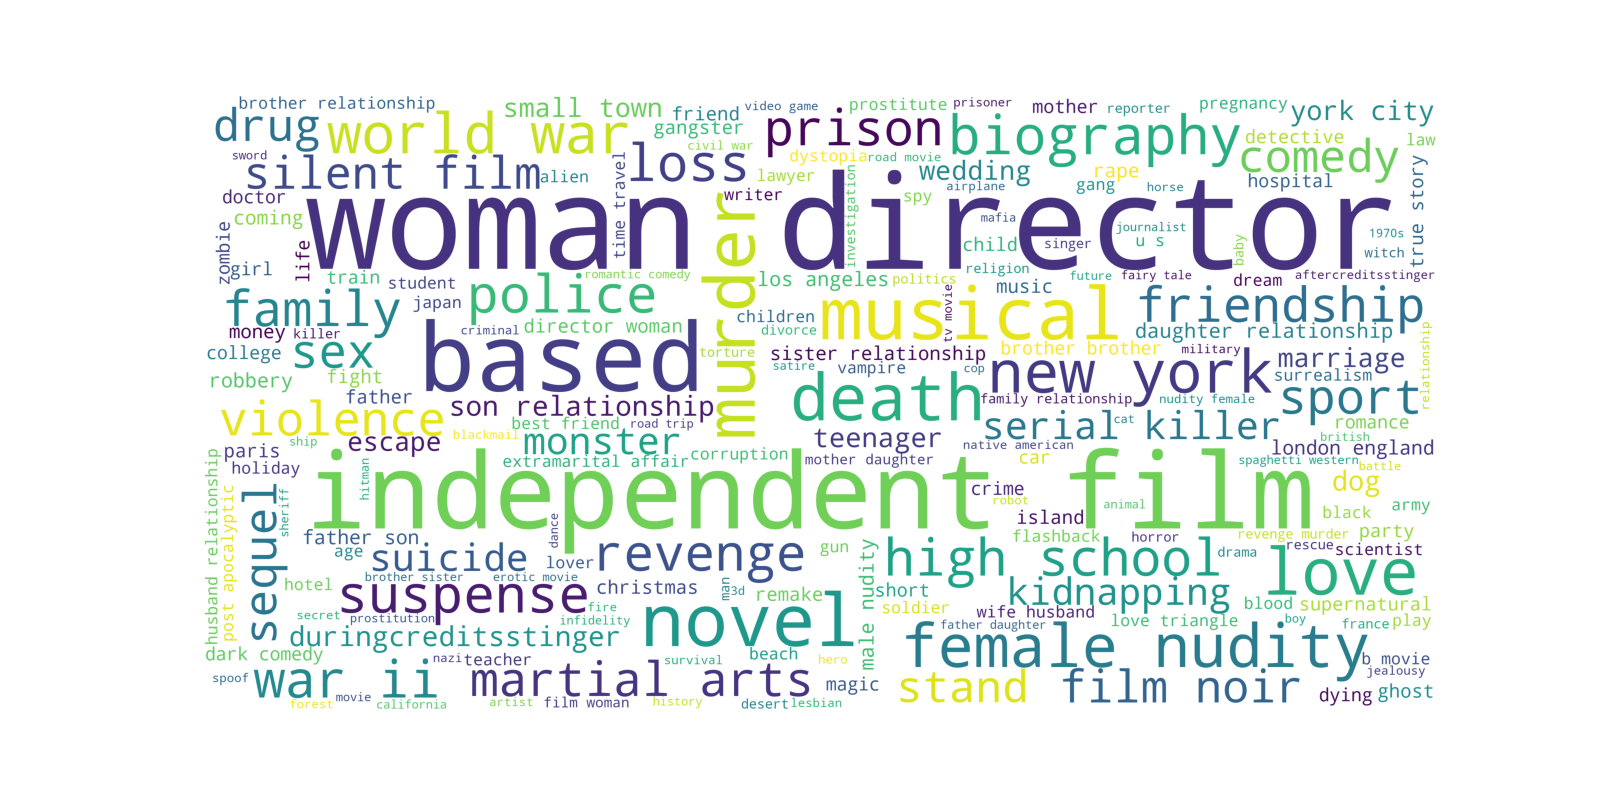 brother relationship
small town
friend
video game
prostitute
prisoner
mother
reporter
pregnancy
york city
drug
world war
gangster
civil war
prison
biography
detective
law
comedy
sword
silent film
alien
time travel
loss
dystopia
road movie
lawyer
writer
investigation
wedding
airplane
spy
rape
gang
horse
hospital
true story
doctor
coming
woman director
murder
mafia
journalist
u s
child
singer
baby
1970s
witch
zombie
girl
life
train
student
romantic comedy
los angeles
politics
religion
music
future
fairy tale
dream
aftercreditsstinger
family
japan
police
musical
tv movie
friendship
money
killer
criminal
director woman
children
divorce
daughter relationship
college
sex
based
torture
sister relationship
brother brother
military
marriage
relationship
robbery
fight
satire
vampire
cop
new york
surrealism
father
death
family relationship
nudity female
sport
violence
son relationship
best friend
road trip
serial killer
cat
romance
british
paris
ship
escape
blackmail
monster
teenager
native american
london england
holiday
hitman
extramarital affair
corruption
mother daughter
car
spaghetti western
battle
husband relationship
post apocalyptic
sequel
sheriff
independent film
crime
robot
animal
dog
island
black
army
father son
dance
flashback
horror
revenge murder
party
age
suicide
lover
revenge
gun
male nudity
high school
drama
rescue
scientist
love
hotel
brother sister
erotic movie
christmas
man
3d
remake
short
kidnapping
secret
suspense
prostitution
fire
infidelity
novel
soldier
wife husband
love triangle
blood
supernatural
boy
france
play
duringcreditsstinger
father daughter
dark comedy
nazi
teacher
survival
beach
hero
female nudity
b movie
jealousy
spoof
war ii
martial arts
magic
stand
film noir
dying
ghost
forest
movie
california
artist
film woman
history
desert
lesbian